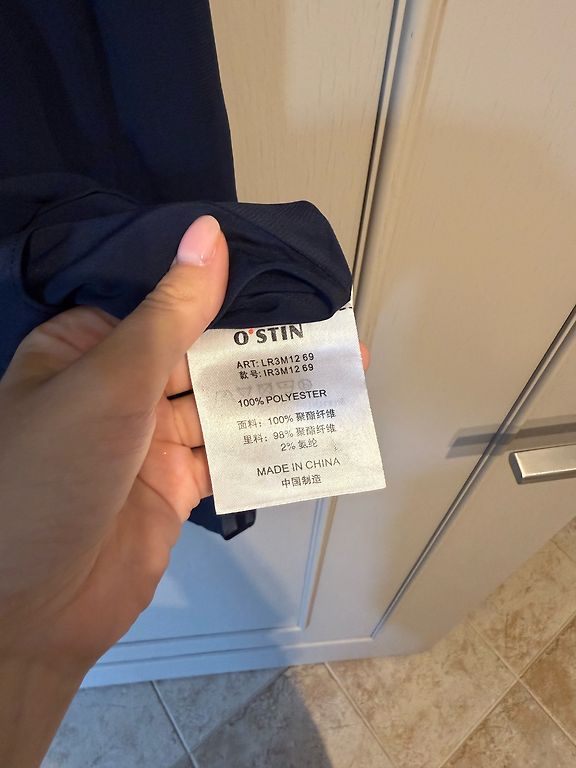 O'STIN
ART: LR3M12 69
款号: IR3M12 69
100% POLYESTER
面料: 100% 聚酯纤维
里料: 98% 聚酯纤维
2% 氨纶
MADE IN CHINA
中国制造